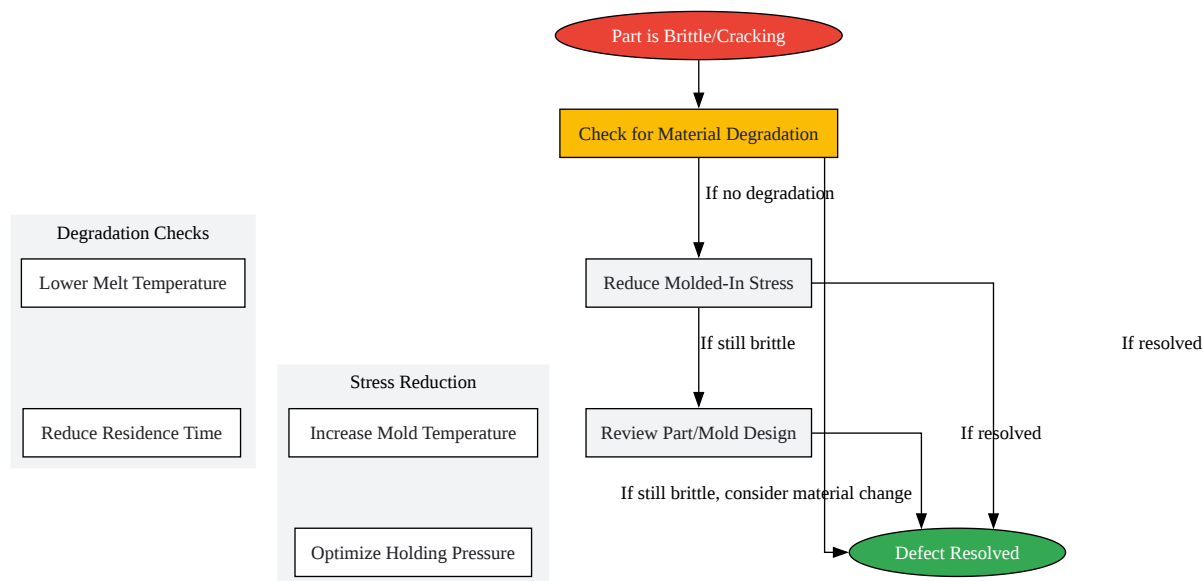 Part is Brittle/Cracking
Check for Material Degradation
If no degradation
Degradation Checks
Lower Melt Temperature
Reduce Molded-In Stress
If still brittle
If resolved
Stress Reduction
Reduce Residence Time
Increase Mold Temperature
Review Part/Mold Design
If resolved
If still brittle, consider material change
Optimize Holding Pressure
Defect Resolved